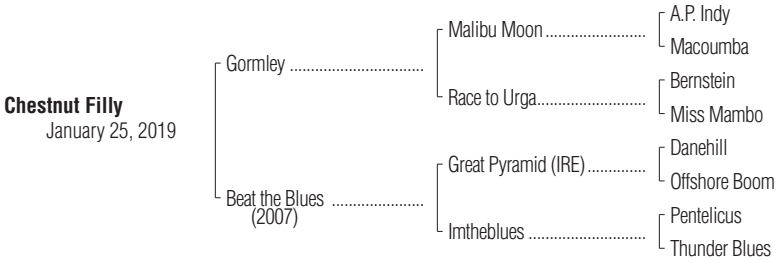 Chestnut Filly
January 25, 2019
Gormley ................................
Beat the Blues ......................
(2007)
Malibu Moon ........................
Race to Urga..........................
Great Pyramid (IRE) ..............
Imtheblues ............................
A.P. Indy
Macoumba
Bernstein
Miss Mambo
Danehill
Offshore Boom
Pentelicus
Thunder Blues